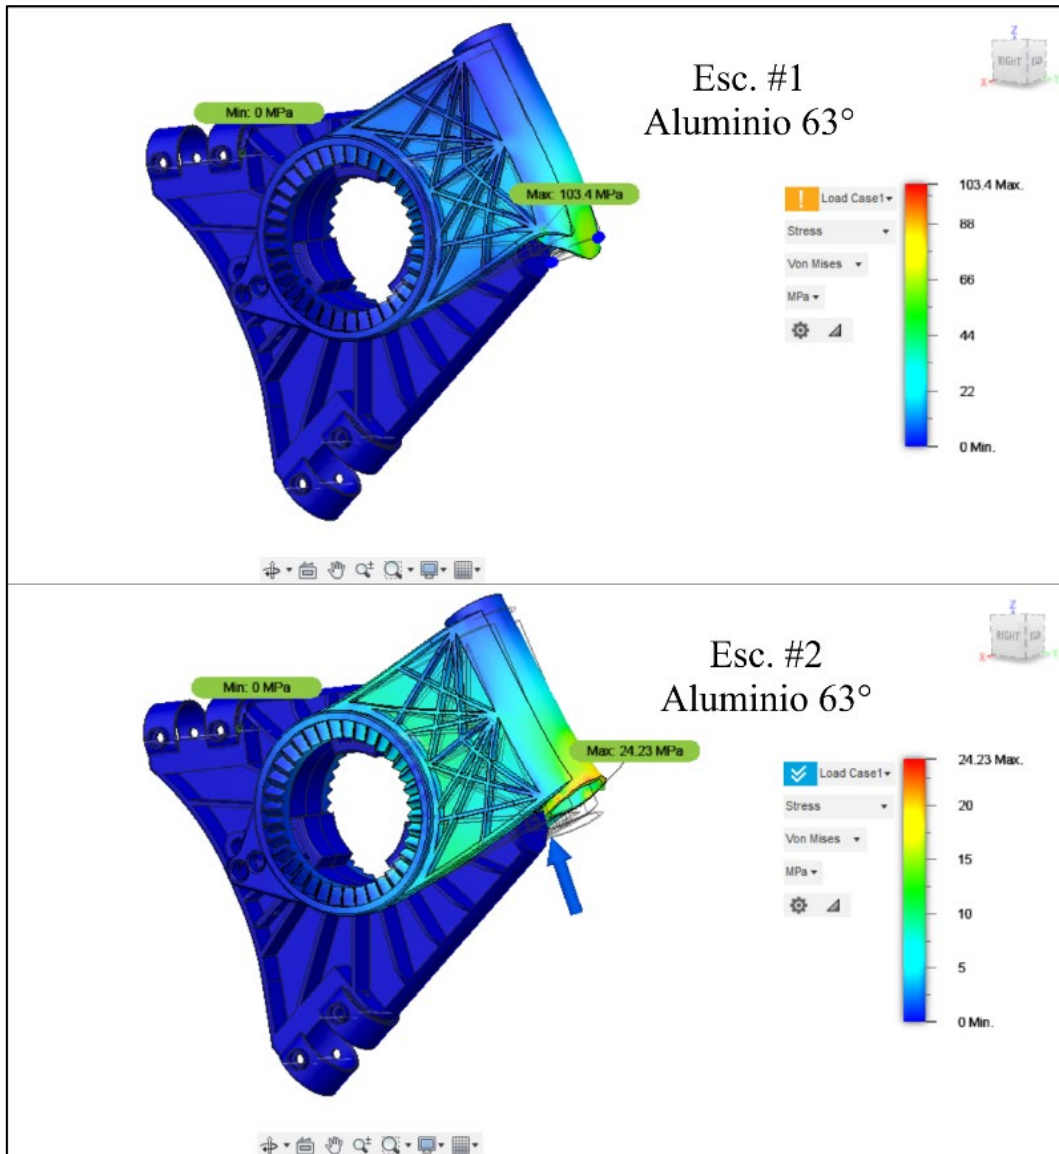 Esc. #1
Aluminio 63°
Min: 0 MPa
Max: 103.4 MPa
Z
RIGHT
X
Load Case1
Stress
Von Mises
MPa
103.4 Max.
88
66
44
22
0 Min.
Esc. #2
Aluminio 63°
Min: 0 MPa
Max: 24.23 MPa
Z
RIGHT
X
Load Case1
Stress
Von Mises
MPa
24.23 Max.
20
15
10
5
0 Min.